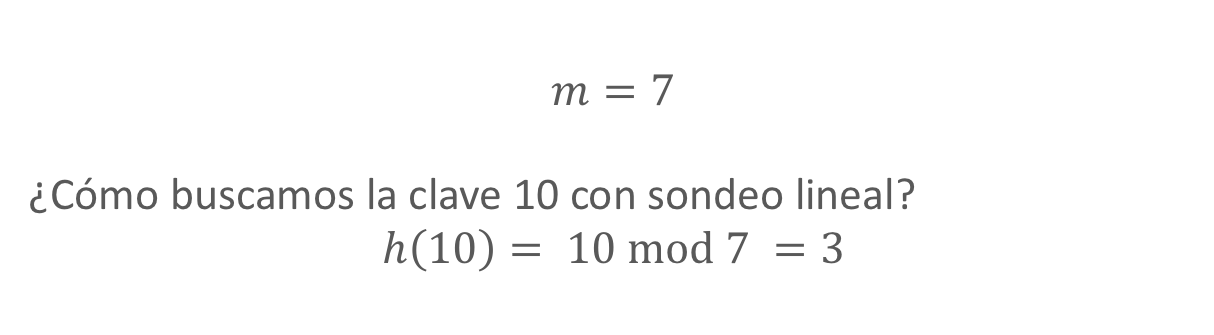 m = 7
¿Cómo buscamos la clave 10 con sondeo lineal?
h(10) = 10 mod 7 = 3